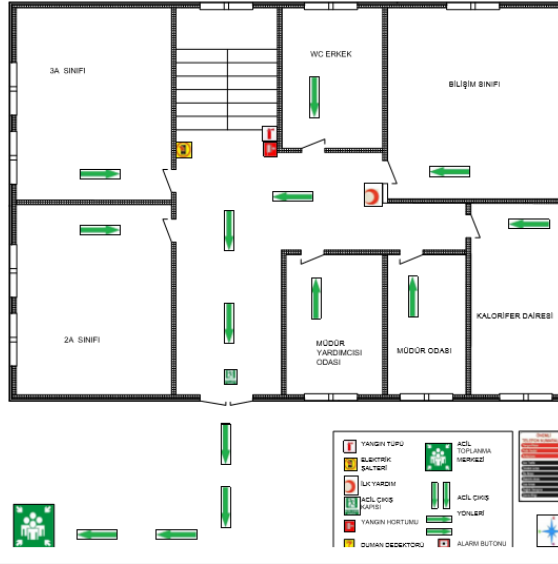 3A SINIFI
WC ERKEK
BİLİŞİM SINIFI
2A SINIFI
MÜDÜR
YARDIMCISI
ODASI
MÜDÜR ODASI
KALORİFER DAİRESİ
YANGIN TÜPÜ
ELEKTRİK
ŞALTERİ
İLK YARDIM
ACİL ÇIKIŞ
KAPISI
YANGIN HORTUMU
DUMAN DEDEKTÖRÜ
ACİL
TOPLANMA
MERKEZİ
ACİL ÇIKIŞ
YÖNLERİ
ALARM BUTONU